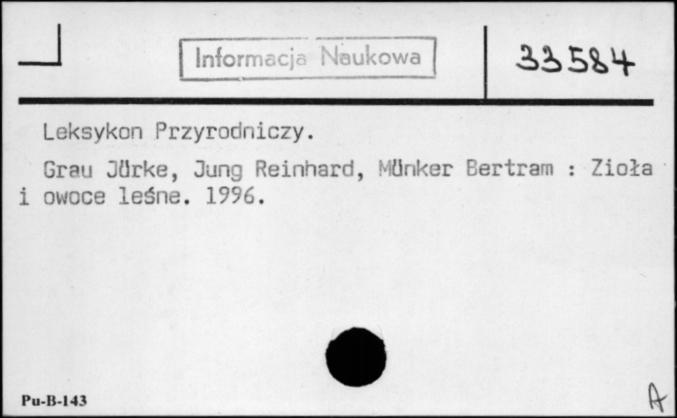 Informacja Naukowa
33584
Leksykon Przyrodniczy.
Grau Jürke, Jung Reinhard, Münker Bertram : Zioła
i owoce leśne. 1996.
Pu-B-143
A